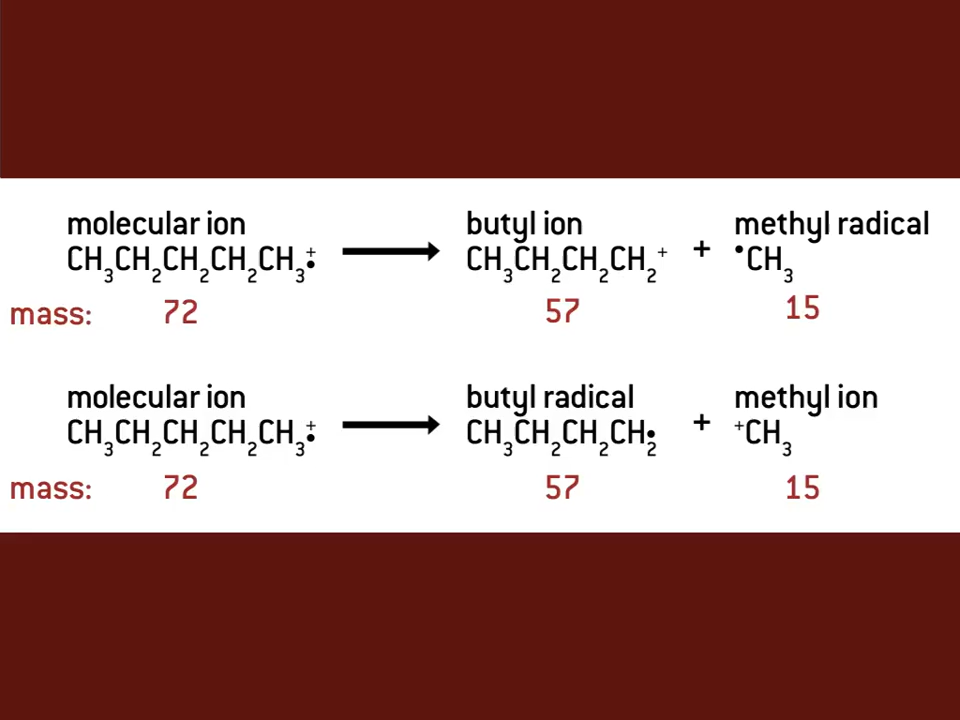 molecular ion butyl ion methyl radical
CH₃CH₂CH₂CH₂CH₃⁺• → CH₃CH₂CH₂CH₂⁺ + •CH₃
mass: 72 57 15
molecular ion butyl radical methyl ion
CH₃CH₂CH₂CH₂CH₃⁺• → CH₃CH₂CH₂CH₂• + ⁺CH₃
mass: 72 57 15